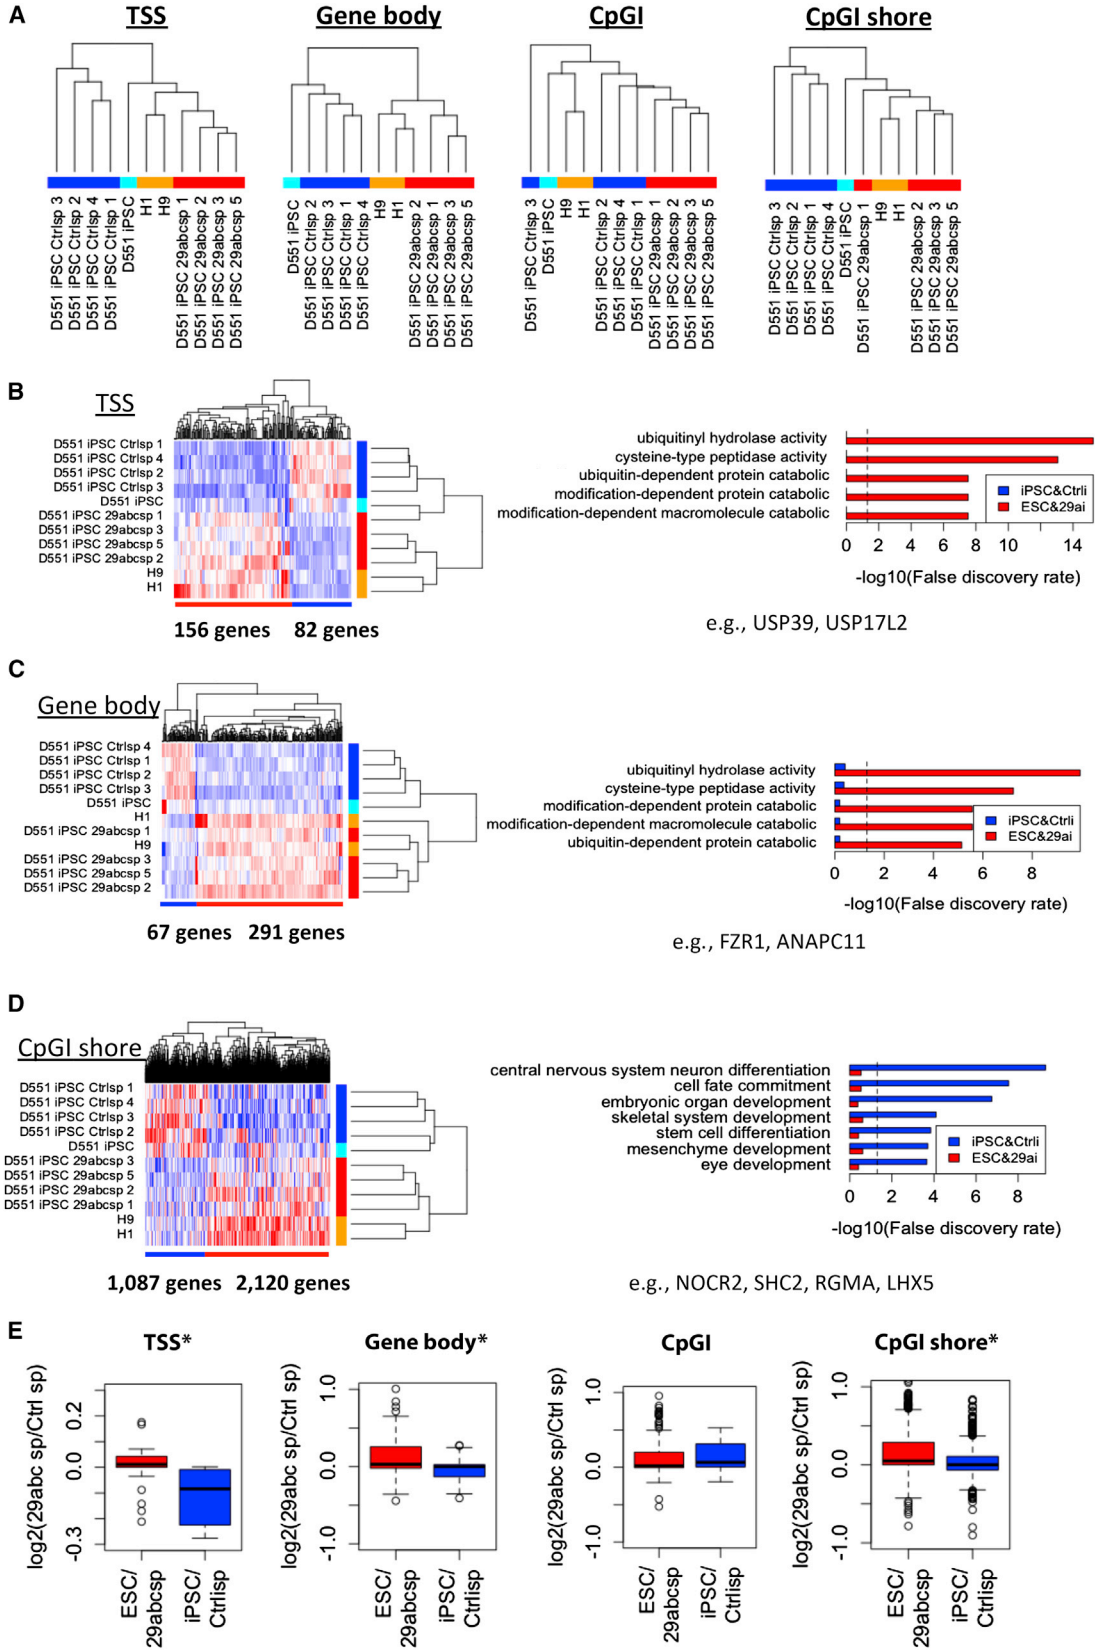 A
TSS
Gene body
CpGI
CpGI shore
D551 iPSC Ctrlsp 3
D551 iPSC Ctrlsp 2
D551 iPSC Ctrlsp 4
D551 iPSC Ctrlsp 1
D551 iPSC
H1
H9
D551 iPSC 29abcsp 1
D551 iPSC 29abcsp 2
D551 iPSC 29abcsp 3
D551 iPSC 29abcsp 5
D551 iPSC
D551 iPSC Ctrlsp 2
D551 iPSC Ctrlsp 3
D551 iPSC Ctrlsp 1
D551 iPSC Ctrlsp 4
H9
H1
D551 iPSC 29abcsp 2
D551 iPSC 29abcsp 1
D551 iPSC 29abcsp 3
D551 iPSC 29abcsp 5
D551 iPSC Ctrlsp 3
D551 iPSC
H9
H1
D551 iPSC Ctrlsp 2
D551 iPSC Ctrlsp 4
D551 iPSC Ctrlsp 1
D551 iPSC 29abcsp 1
D551 iPSC 29abcsp 2
D551 iPSC 29abcsp 3
D551 iPSC 29abcsp 5
D551 iPSC Ctrlsp 3
D551 iPSC Ctrlsp 2
D551 iPSC Ctrlsp 1
D551 iPSC Ctrlsp 4
D551 iPSC
D551 iPSC 29abcsp 1
H9
H1
D551 iPSC 29abcsp 2
D551 iPSC 29abcsp 3
D551 iPSC 29abcsp 5
B
TSS
D551 iPSC Ctrlsp 1
D551 iPSC Ctrlsp 4
D551 iPSC Ctrlsp 2
D551 iPSC Ctrlsp 3
D551 iPSC
D551 iPSC 29abcsp 1
D551 iPSC 29abcsp 3
D551 iPSC 29abcsp 5
D551 iPSC 29abcsp 2
H9
H1
156 genes 82 genes
ubiquitinyl hydrolase activity
cysteine-type peptidase activity
ubiquitin-dependent protein catabolic
modification-dependent protein catabolic
modification-dependent macromolecule catabolic
iPSC&Ctrli
ESC&29ai
0 2 4 6 8 10 14
-log10(False discovery rate)
e.g., USP39, USP17L2
C
Gene body
D551 iPSC Ctrlsp 4
D551 iPSC Ctrlsp 1
D551 iPSC Ctrlsp 2
D551 iPSC Ctrlsp 3
D551 iPSC
H1
D551 iPSC 29abcsp 1
H9
D551 iPSC 29abcsp 3
D551 iPSC 29abcsp 5
D551 iPSC 29abcsp 2
67 genes 291 genes
ubiquitinyl hydrolase activity
cysteine-type peptidase activity
modification-dependent protein catabolic
modification-dependent macromolecule catabolic
ubiquitin-dependent protein catabolic
iPSC&Ctrli
ESC&29ai
0 2 4 6 8
-log10(False discovery rate)
e.g., FZR1, ANAPC11
D
CpGI shore
D551 iPSC Ctrlsp 1
D551 iPSC Ctrlsp 4
D551 iPSC Ctrlsp 3
D551 iPSC Ctrlsp 2
D551 iPSC
D551 iPSC 29abcsp 3
D551 iPSC 29abcsp 5
D551 iPSC 29abcsp 2
D551 iPSC 29abcsp 1
H9
H1
1,087 genes 2,120 genes
central nervous system neuron differentiation
cell fate commitment
embryonic organ development
skeletal system development
stem cell differentiation
mesenchyme development
eye development
iPSC&Ctrli
ESC&29ai
0 2 4 6 8
-log10(False discovery rate)
e.g., NOCR2, SHC2, RGMA, LHX5
E
TSS*
log2(29abc sp/Ctrl sp)
0.2
0.0
-0.3
ESC/
29abcsp
iPSC/
Ctrlisp
Gene body*
log2(29abc sp/Ctrl sp)
1.0
0.0
-1.0
ESC/
29abcsp
iPSC/
Ctrlisp
CpGI
log2(29abc sp/Ctrl sp)
1.0
0.0
-1.0
ESC/
29abcsp
iPSC/
Ctrlisp
CpGI shore*
log2(29abc sp/Ctrl sp)
1.0
0.0
-1.0
ESC/
29abcsp
iPSC/
Ctrlisp